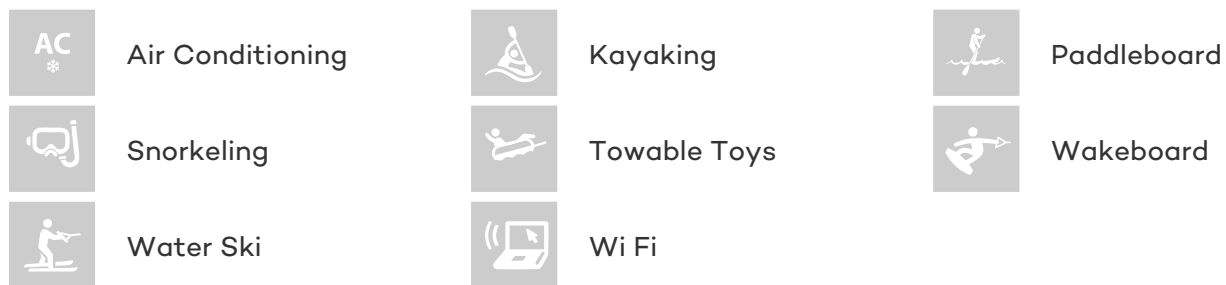 AC
Air Conditioning
Kayaking
Paddleboard
Snorkeling
Towable Toys
Wakeboard
Water Ski
Wi Fi